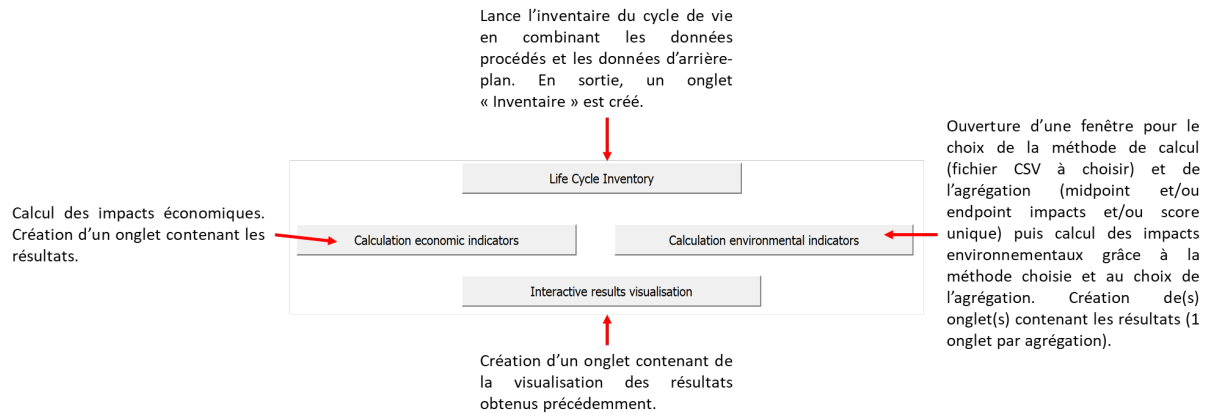 Lance l’inventaire du cycle de vie
en combinant les données
procédés et les données d’arrière-
plan. En sortie, un onglet
« Inventaire » est créé.
Life Cycle Inventory
Calcul des impacts économiques.
Création d’un onglet contenant les
résultats.
Calculation economic indicators
Calculation environmental indicators
Ouverture d’une fenêtre pour le
choix de la méthode de calcul
(fichier CSV à choisir) et de
l’agrégation (midpoint et/ou
endpoint impacts et/ou score
unique) puis calcul des impacts
environnementaux grâce à la
méthode choisie et au choix de
l’agrégation. Création de(s)
onglet(s) contenant les résultats (1
onglet par agrégation).
Interactive results visualisation
Création d’un onglet contenant de
la visualisation des résultats
obtenus précédemment.